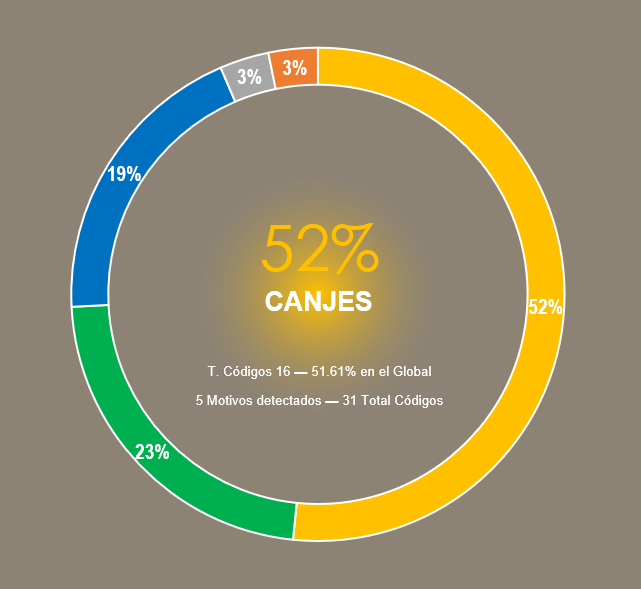 3%
3%
19%
52%
CANJES
52%
T. Códigos 16 — 51.61% en el Global
5 Motivos detectados — 31 Total Códigos
23%